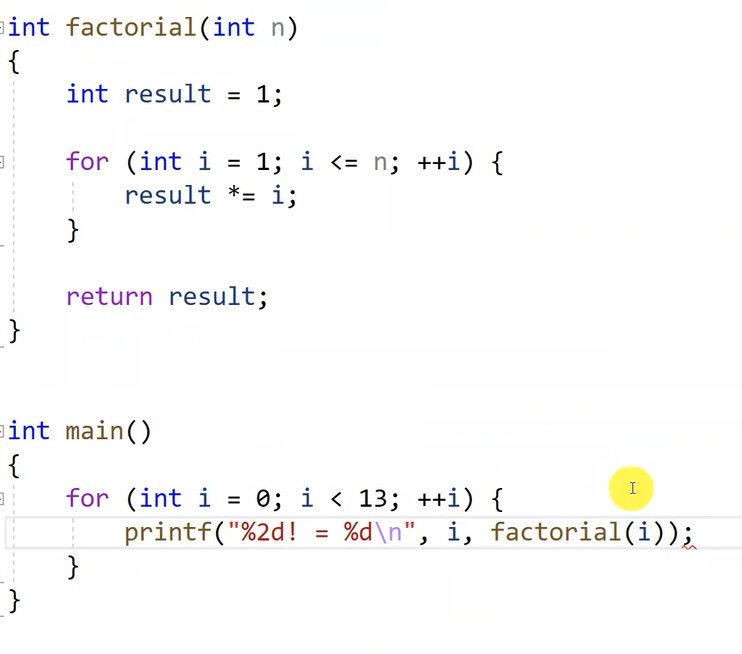 int factorial(int n)
{
    int result = 1;
    for (int i = 1; i <= n; ++i) {
        result *= i;
    }
    return result;
}
int main()
{
    for (int i = 0; i < 13; ++i) {
        printf("%2d! = %d\n", i, factorial(i));
    }
}